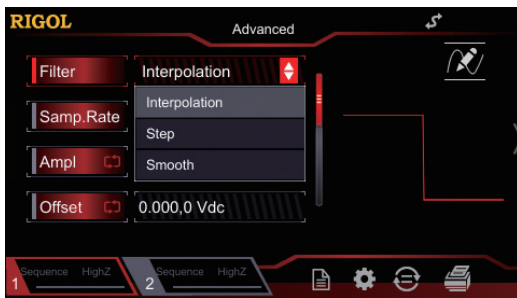 RIGOL
Advanced
Filter Interpolation
Interpolation
Samp.Rate
Step
Ampl Smooth
Offset 0.000,0 Vdc
1 Sequence HighZ 2 Sequence HighZ